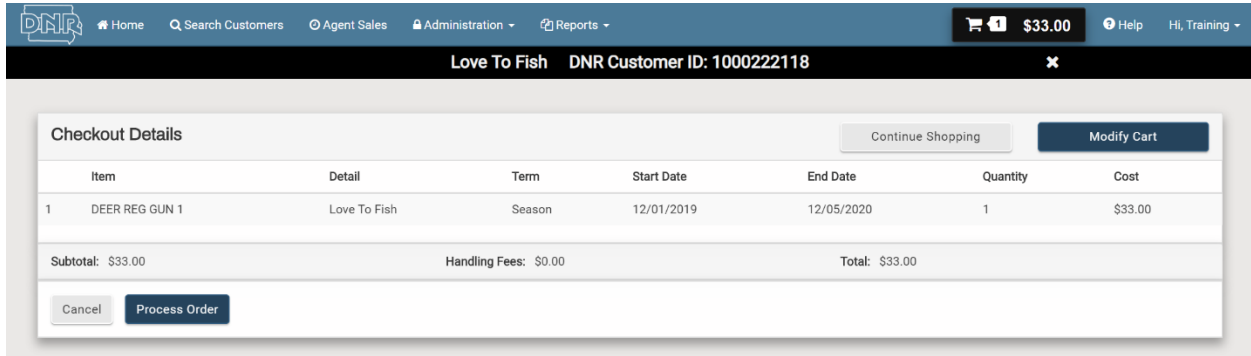 DNR Home Search Customers Agent Sales Administration Reports 1 $33.00 Help Hi, Training
Love To Fish DNR Customer ID: 1000222118
Checkout Details Continue Shopping Modify Cart
Item Detail Term Start Date End Date Quantity Cost
1 DEER REG GUN 1 Love To Fish Season 12/01/2019 12/05/2020 1 $33.00
Subtotal: $33.00 Handling Fees: $0.00 Total: $33.00
Cancel Process Order